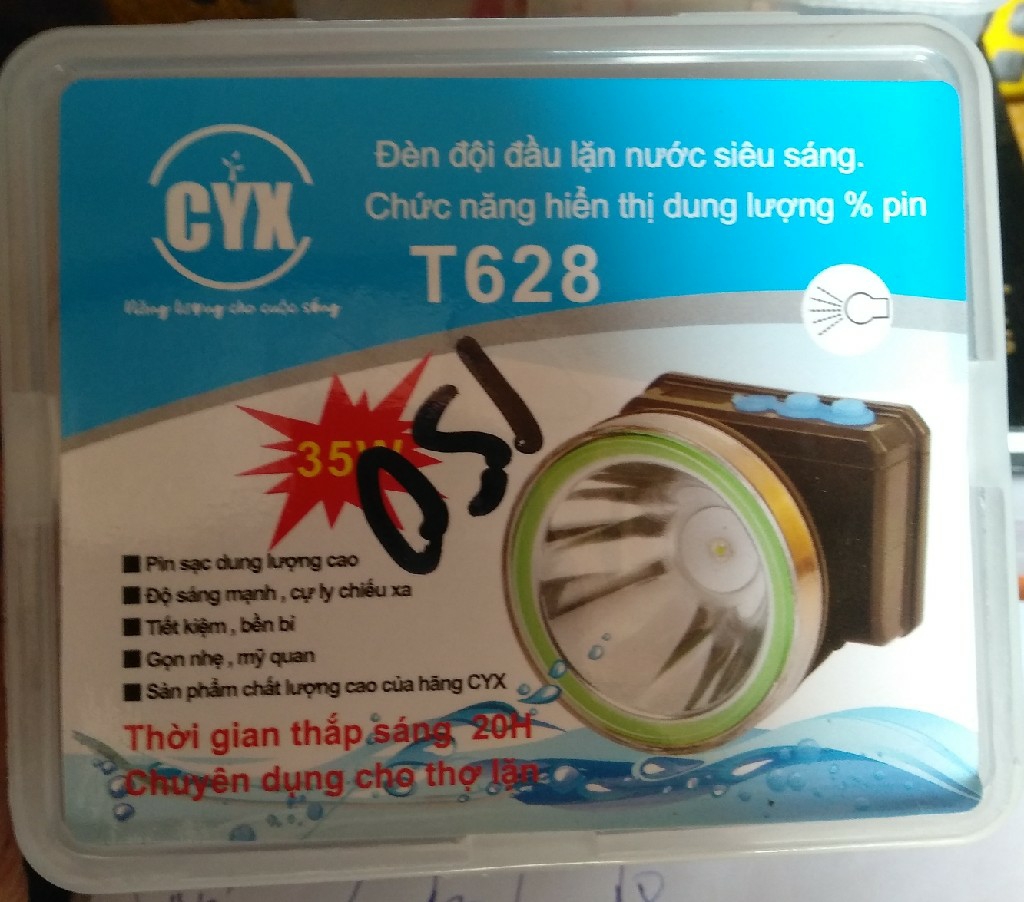 Đèn đội đầu lặn nước siêu sáng.
Chức năng hiển thị dung lượng % pin
CYX
T628
Năng lượng cho cuộc sống
35W
150
■ Pin sạc dung lượng cao
■ Độ sáng mạnh , cự ly chiếu xa
■ Tiết kiệm , bền bỉ
■ Gọn nhẹ , mỹ quan
■ Sản phẩm chất lượng cao của hãng CYX
Thời gian thắp sáng 20H
Chuyên dụng cho thợ lặn